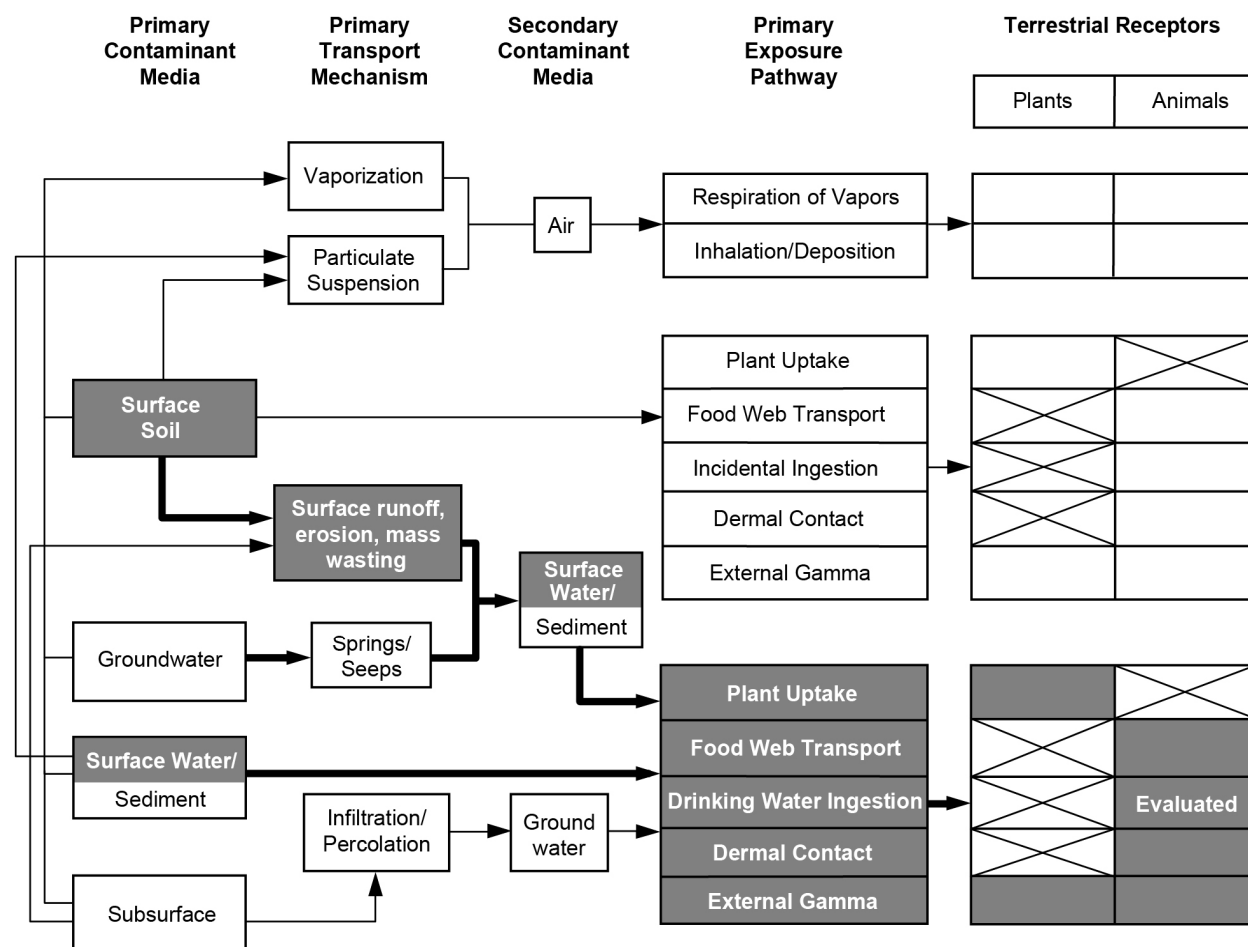 Primary
Contaminant
Media
Primary
Transport
Mechanism
Secondary
Contaminant
Media
Primary
Exposure
Pathway
Terrestrial Receptors
Plants
Animals
Vaporization
Particulate
Suspension
Air
Respiration of Vapors
Inhalation/Deposition
Surface
Soil
Plant Uptake
Food Web Transport
Incidental Ingestion
Dermal Contact
External Gamma
Surface runoff,
erosion, mass
wasting
Surface
Water/
Sediment
Groundwater
Springs/
Seeps
Surface Water/
Sediment
Infiltration/
Percolation
Ground
water
Subsurface
Plant Uptake
Food Web Transport
Drinking Water Ingestion
Dermal Contact
External Gamma
Evaluated